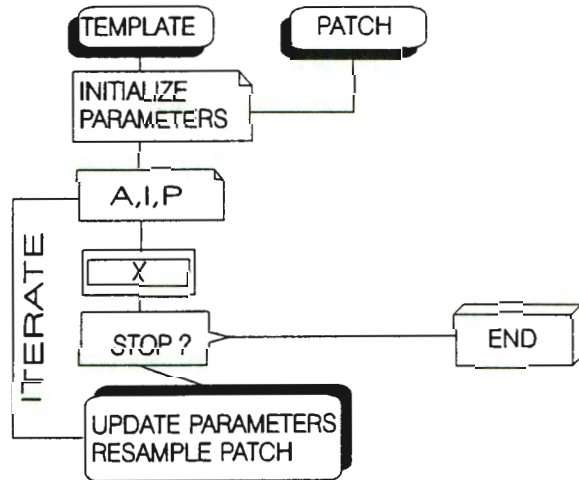 TEMPLATE
PATCH
INITIALIZE
PARAMETERS
A,I,P
X
STOP ?
END
ITERATE
UPDATE PARAMETERS
RESAMPLE PATCH